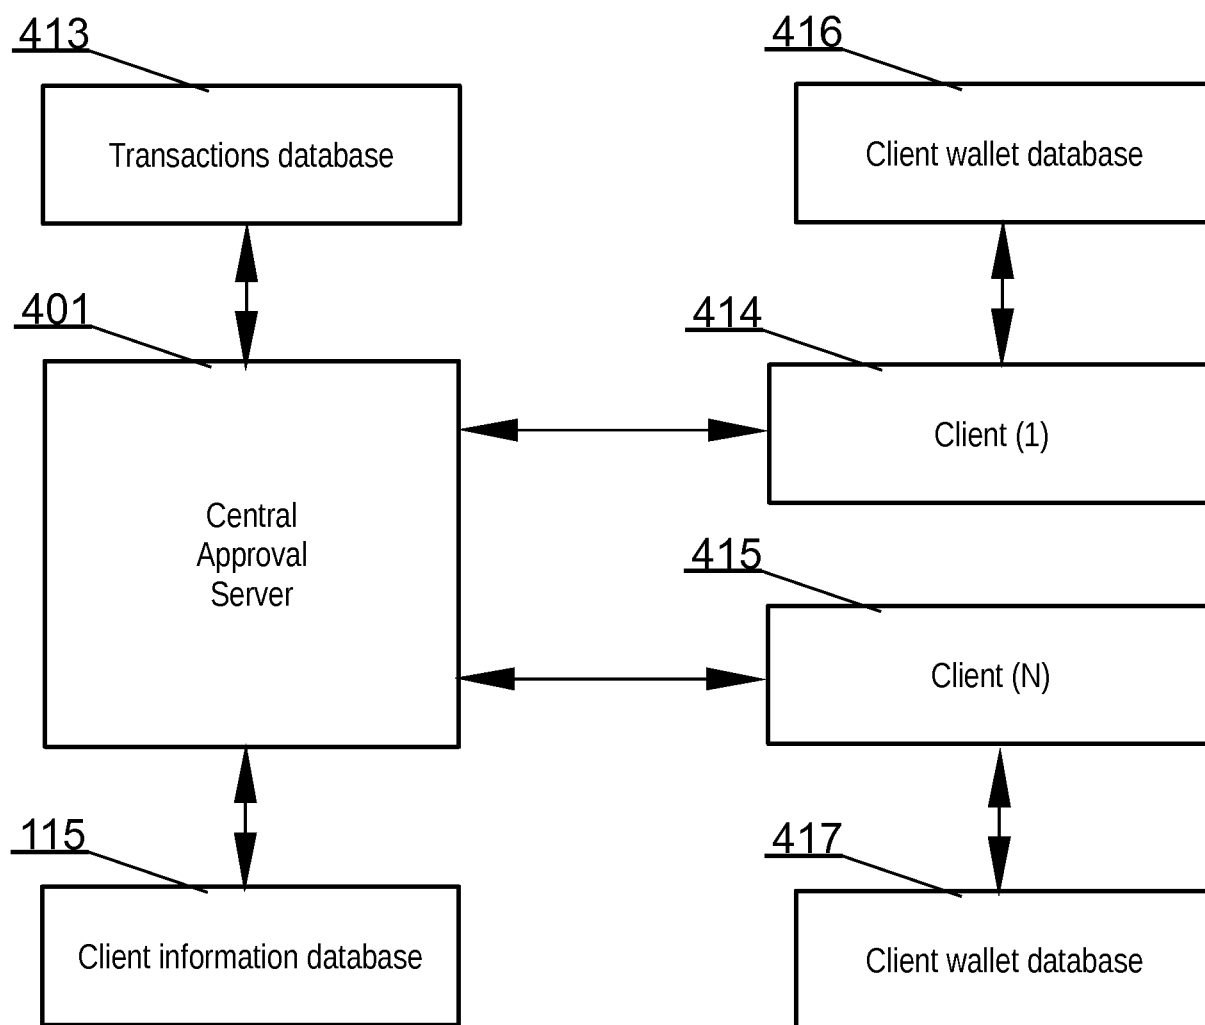 413
Transactions database
416
Client wallet database
401
Central
Approval
Server
414
Client (1)
415
Client (N)
115
Client information database
417
Client wallet database